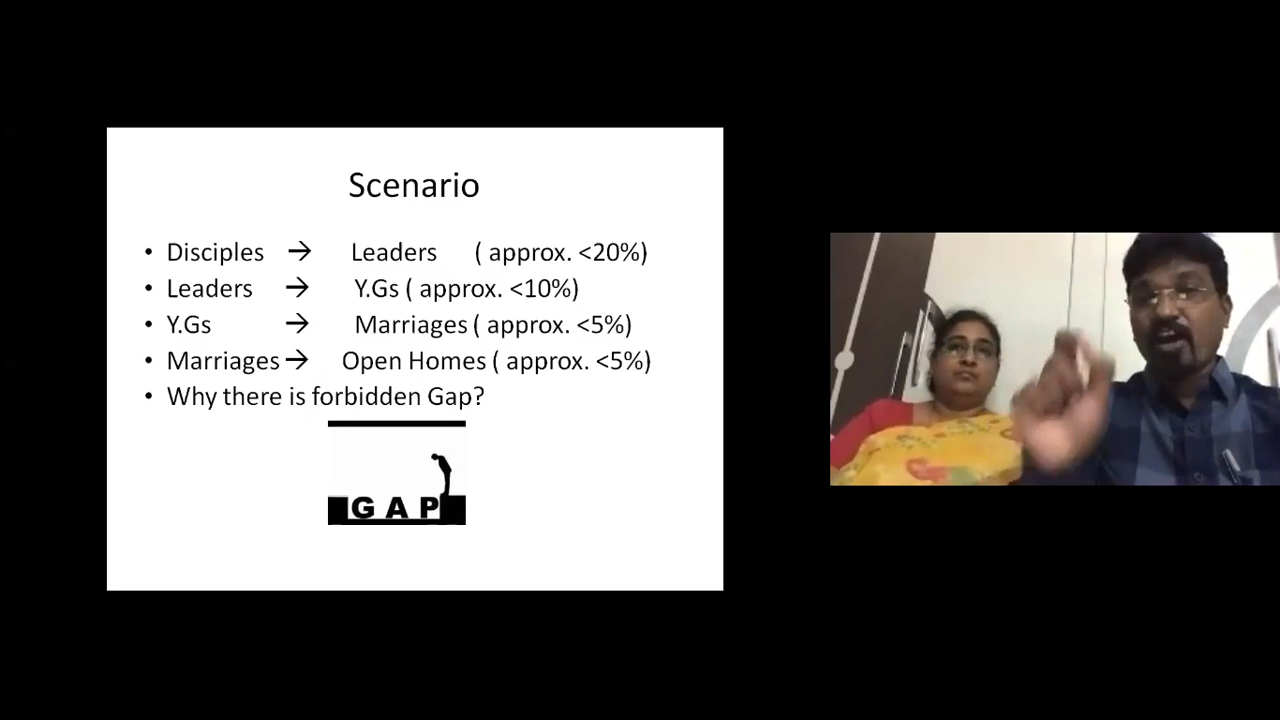 Scenario
• Disciples → Leaders ( approx. <20%)
• Leaders → Y.Gs ( approx. <10%)
• Y.Gs → Marriages ( approx. <5%)
• Marriages → Open Homes ( approx. <5%)
• Why there is forbidden Gap?
GAP